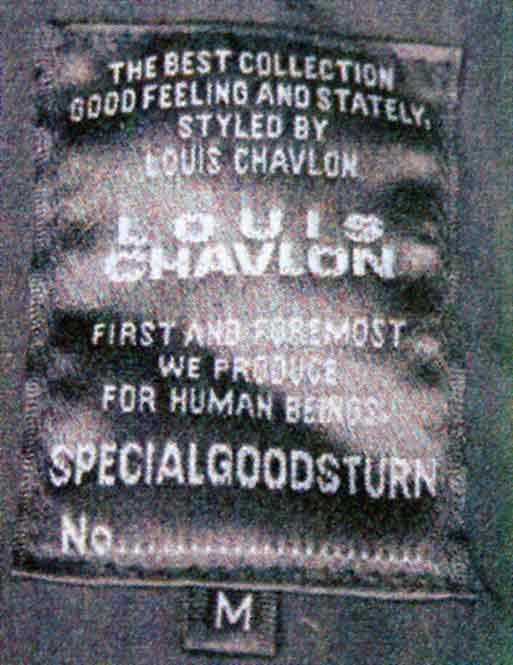 THE BEST COLLECTION
GOOD FEELING AND STATELY,
STYLED BY
LOUIS CHAVLON
LOUIS
CHAVLON
FIRST AND FOREMOST
WE PRODUCE
FOR HUMAN BEINGS.
SPECIALGOODSTURN
No..........................
M